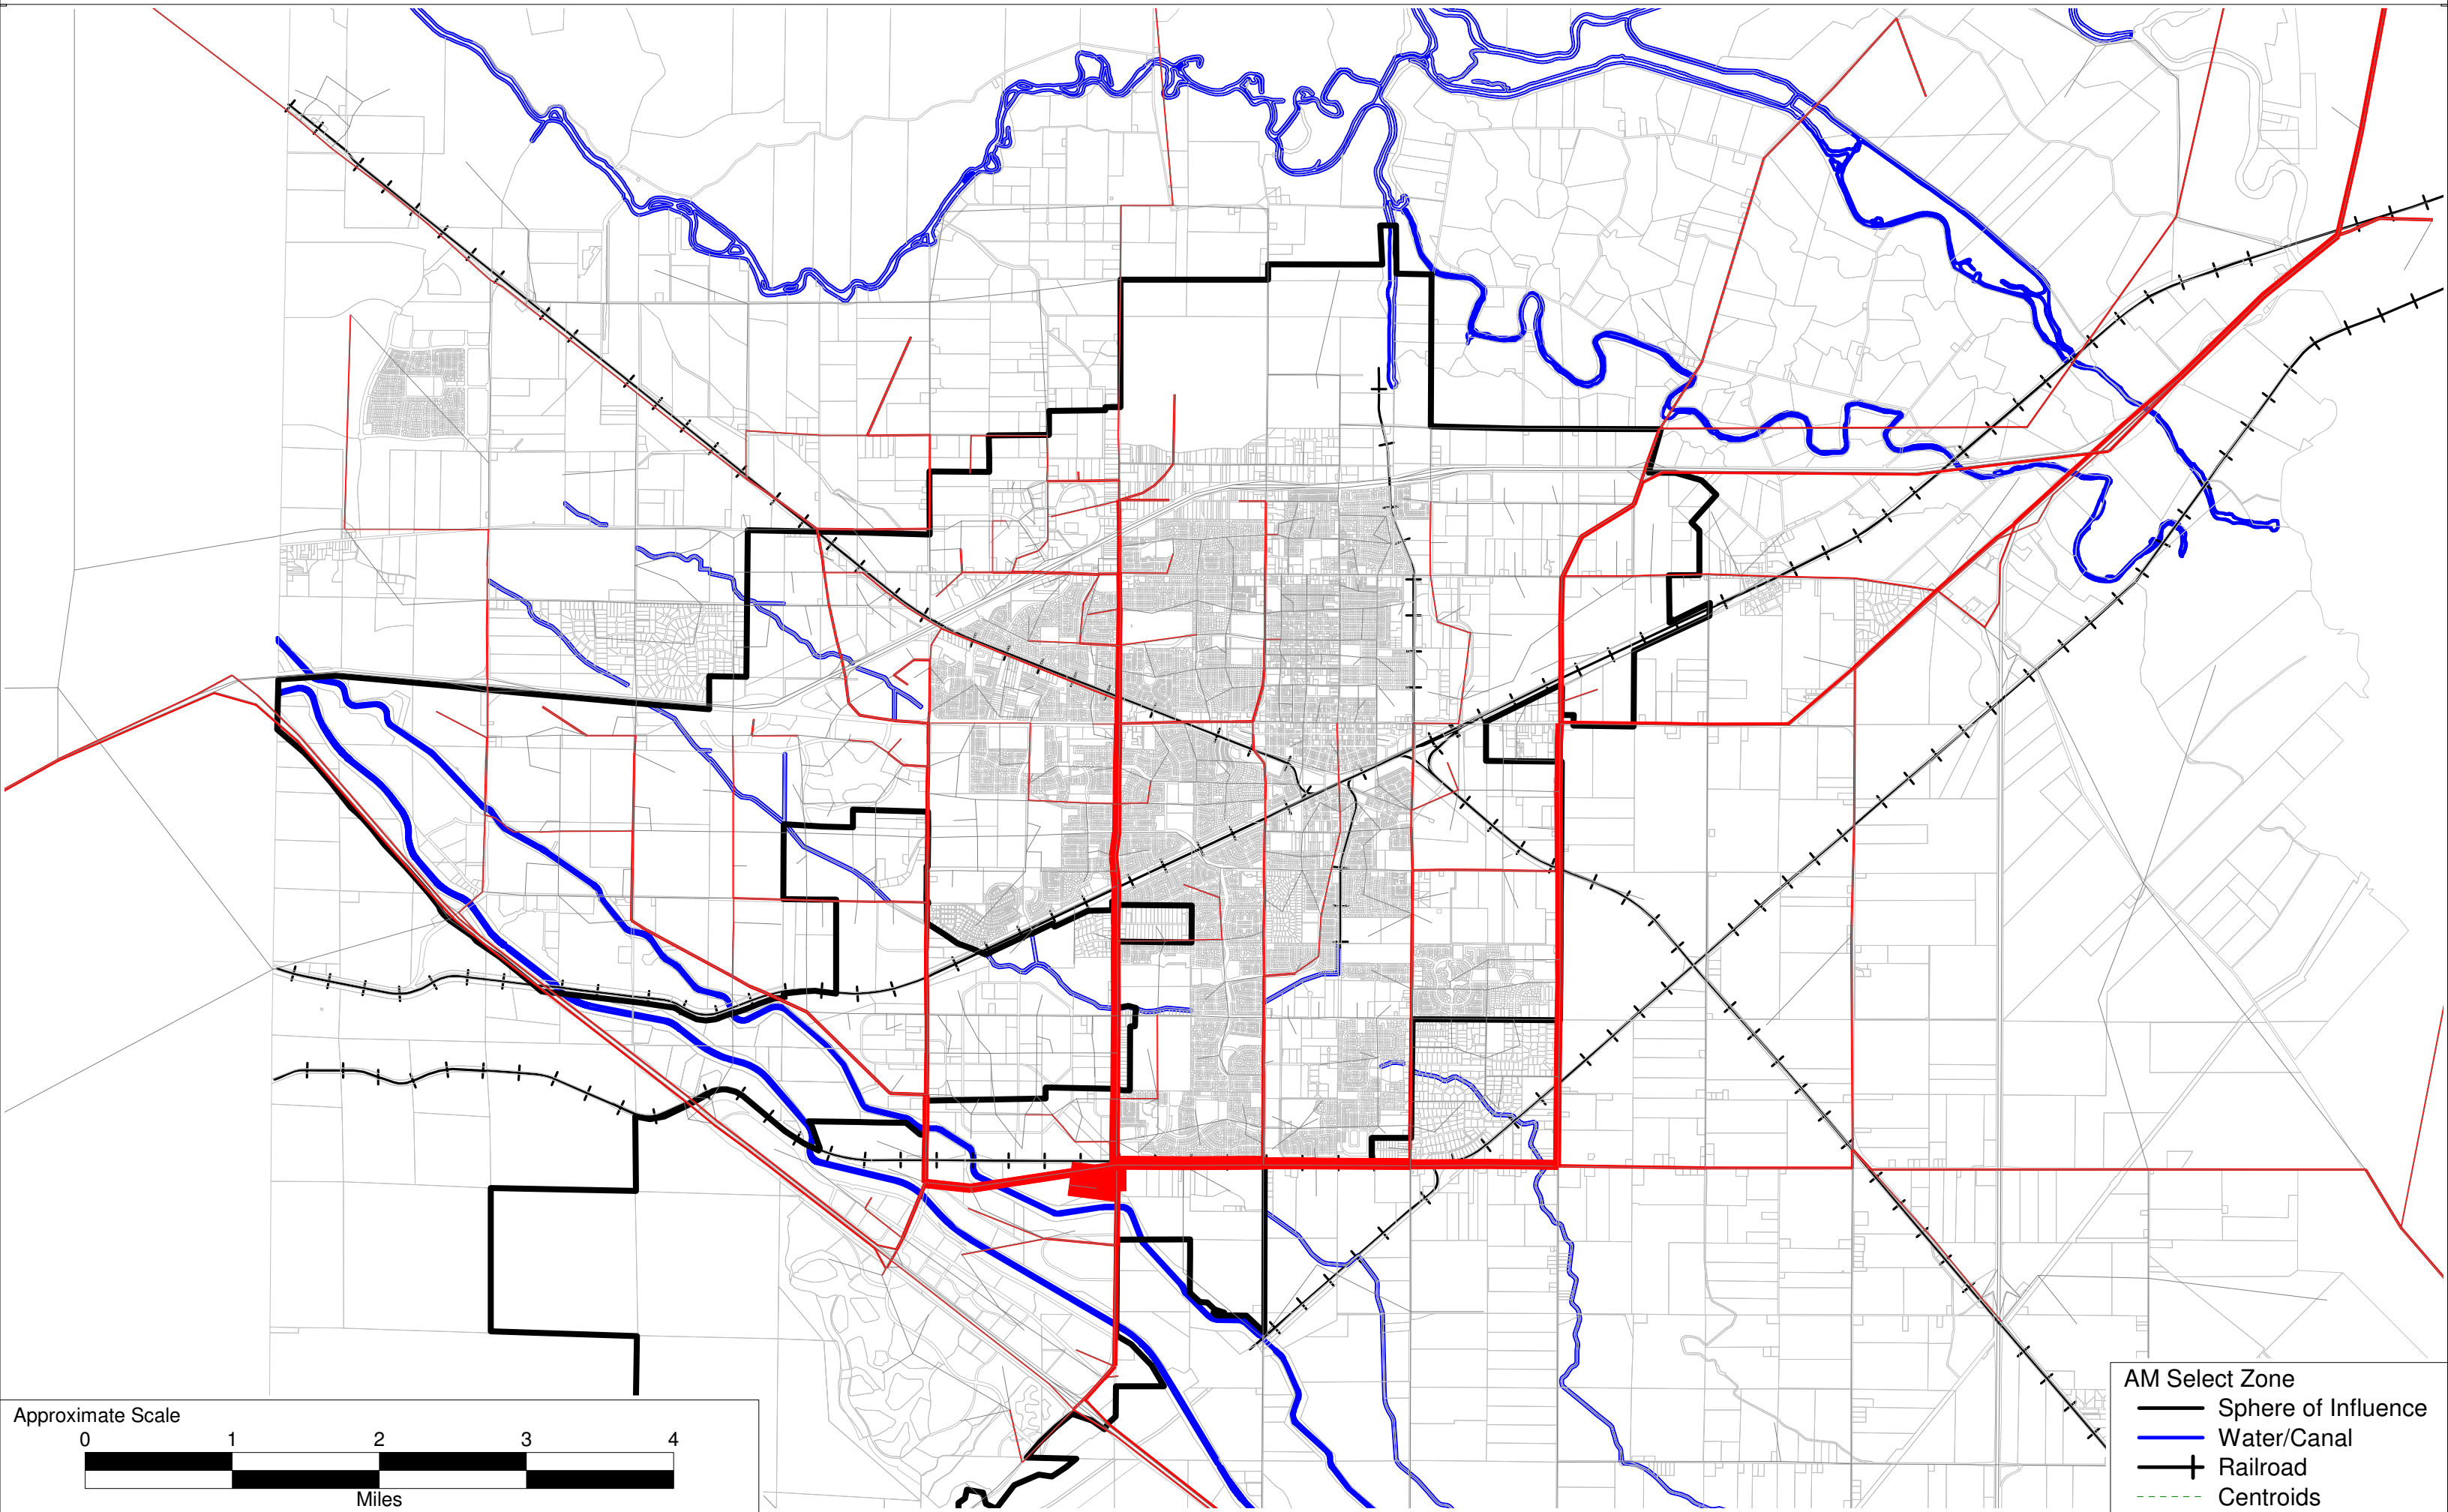 Approximate Scale
0 1 2 3 4
Miles
AM Select Zone
Sphere of Influence
Water/Canal
Railroad
Centroids